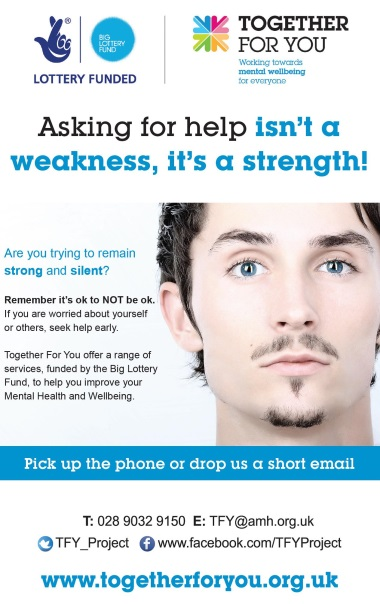 BIG
LOTTERY
FUND
LOTTERY FUNDED
TOGETHER
FOR YOU
Working towards
mental wellbeing
for everyone
Asking for help isn't a
weakness, it's a strength!
Are you trying to remain
strong and silent?
Remember it's ok to NOT be ok.
If you are worried about yourself
or others, seek help early.
Together For You offer a range of
services, funded by the Big Lottery
Fund, to help you improve your
Mental Health and Wellbeing.
Pick up the phone or drop us a short email
T: 028 9032 9150 E: TFY@amh.org.uk
TFY_Project www.facebook.com/TFYProject
www.togetherforyou.org.uk